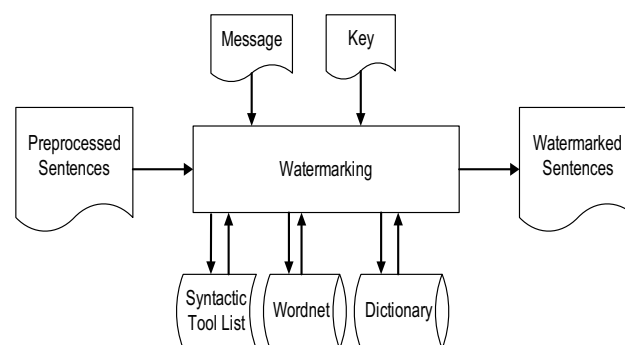 Message
Key
Preprocessed
Sentences
Watermarking
Watermarked
Sentences
Syntactic
Tool List
Wordnet
Dictionary